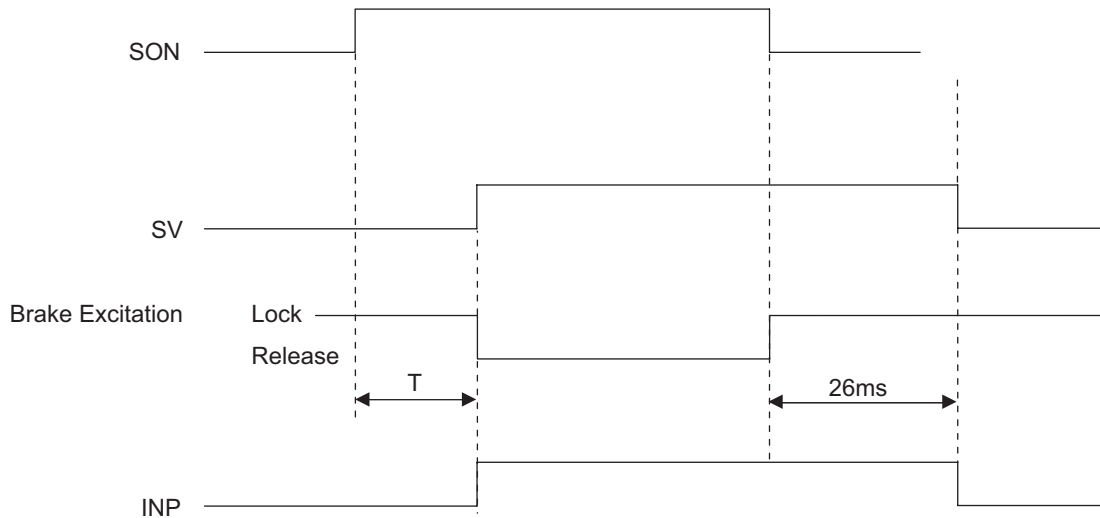 SON
SV
Brake Excitation Lock
Release
T
26ms
INP